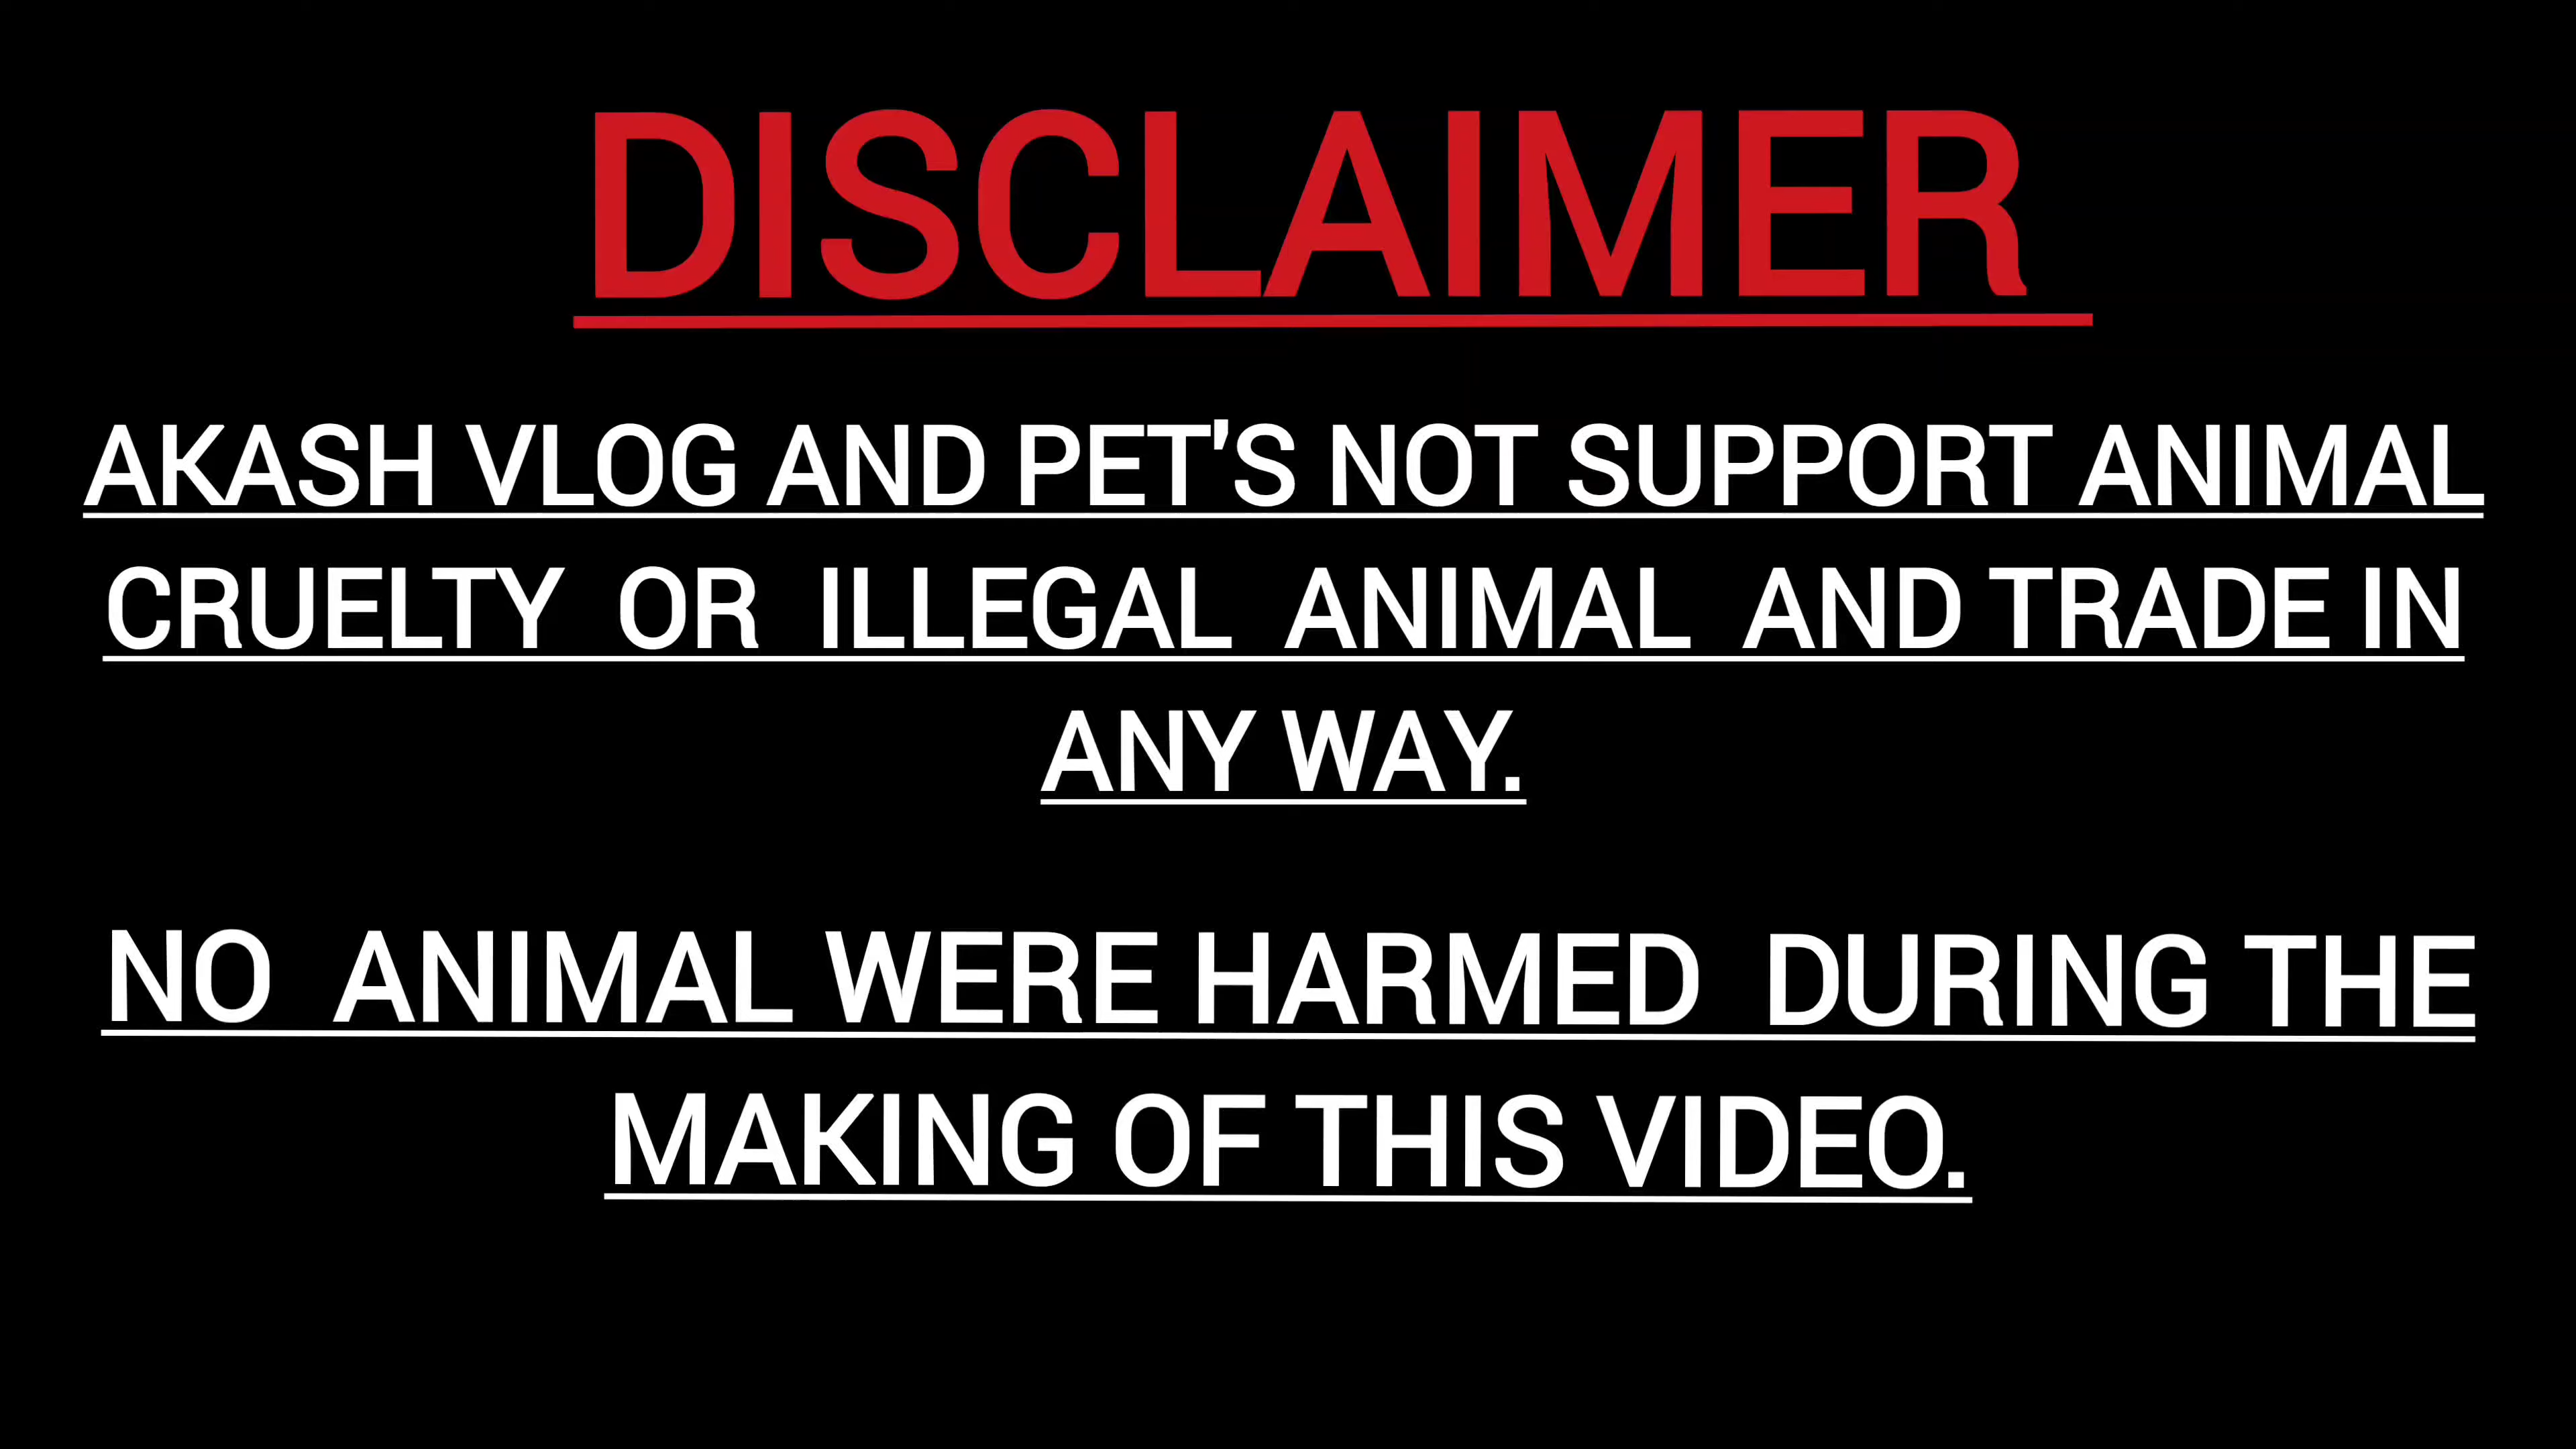 DISCLAIMER
AKASH VLOG AND PET'S NOT SUPPORT ANIMAL
CRUELTY OR ILLEGAL ANIMAL AND TRADE IN
ANY WAY.
NO ANIMAL WERE HARMED DURING THE
MAKING OF THIS VIDEO.